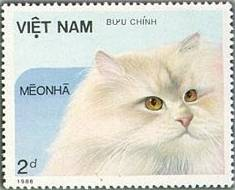 VIỆT NAM BƯU CHÍNH
MÈONHÀ
2đ
1986